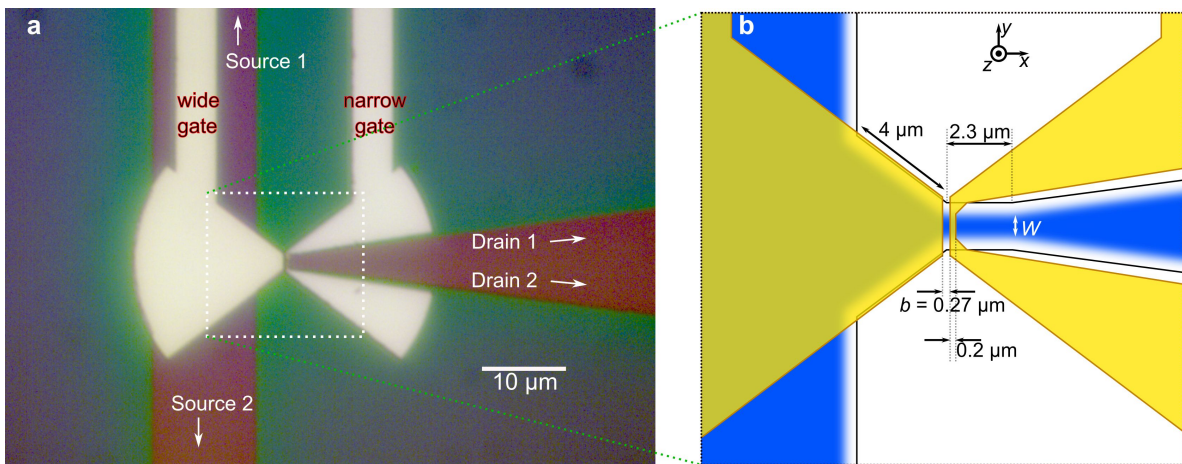 a
Source 1
wide
gate
narrow
gate
Drain 1
Drain 2
10 µm
Source 2
b
y
z
x
4 µm
2.3 µm
W
b = 0.27 µm
0.2 µm